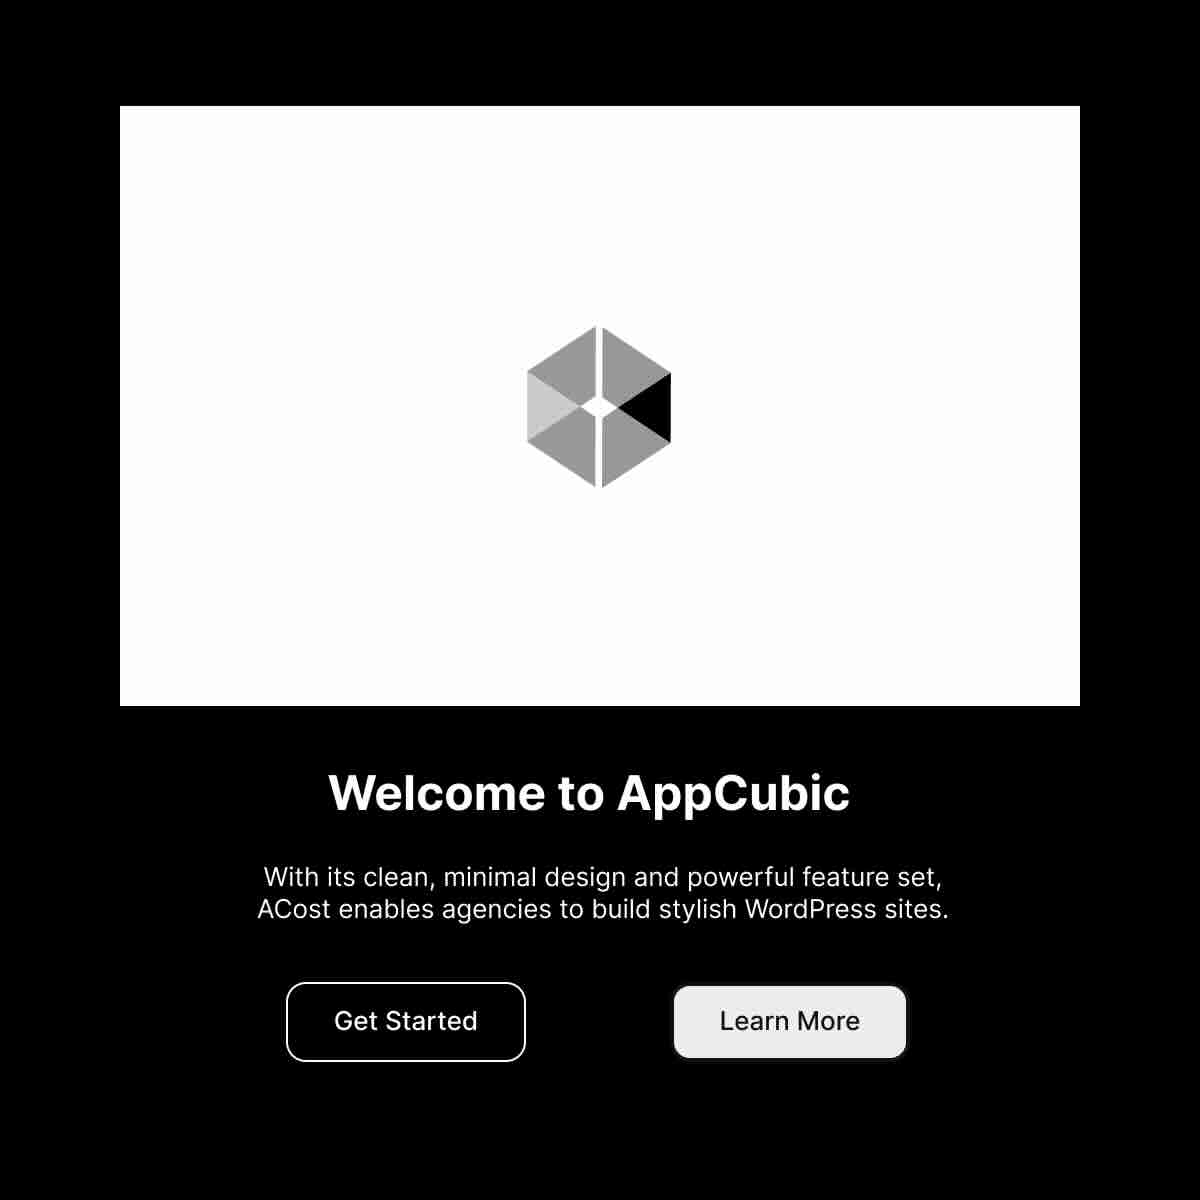 Welcome to AppCubic
With its clean, minimal design and powerful feature set,
ACost enables agencies to build stylish WordPress sites.
Get Started
Learn More